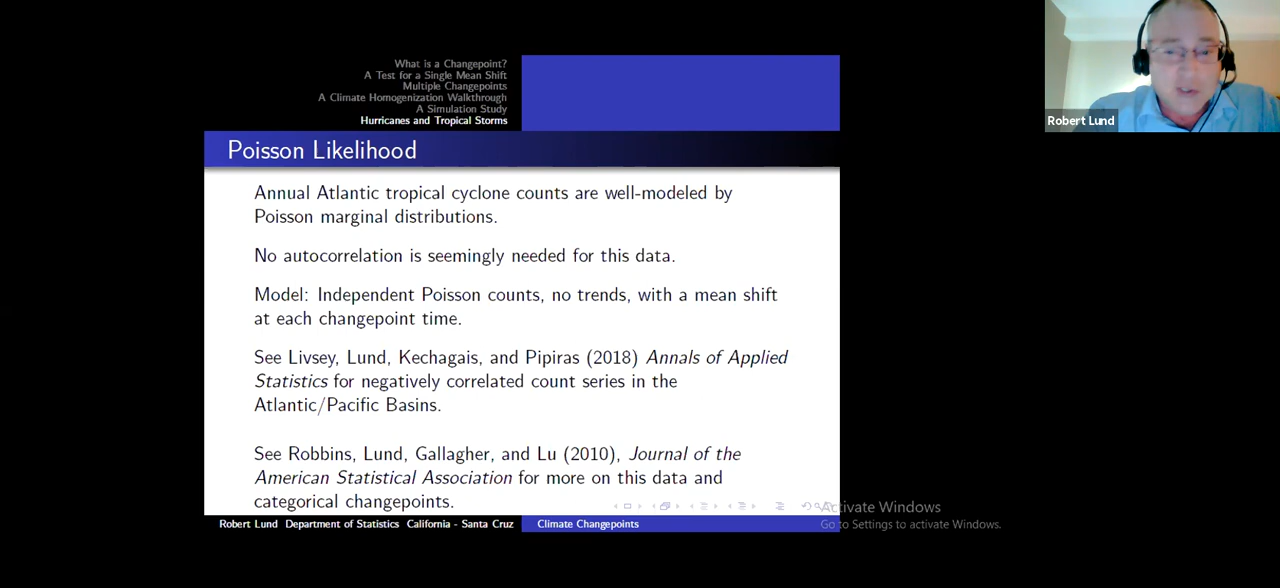 What is a Changepoint?
A Test for a Single Mean Shift
Multiple Changepoints
A Climate Homogenization Walkthrough
A Simulation Study
Hurricanes and Tropical Storms
Robert Lund
Poisson Likelihood
Annual Atlantic tropical cyclone counts are well-modeled by
Poisson marginal distributions.
No autocorrelation is seemingly needed for this data.
Model: Independent Poisson counts, no trends, with a mean shift
at each changepoint time.
See Livsey, Lund, Kechagais, and Pipiras (2018) Annals of Applied
Statistics for negatively correlated count series in the
Atlantic/Pacific Basins.
See Robbins, Lund, Gallagher, and Lu (2010), Journal of the
American Statistical Association for more on this data and
categorical changepoints.
Activate Windows
Go to Settings to activate Windows.
Robert Lund Department of Statistics California - Santa Cruz
Climate Changepoints